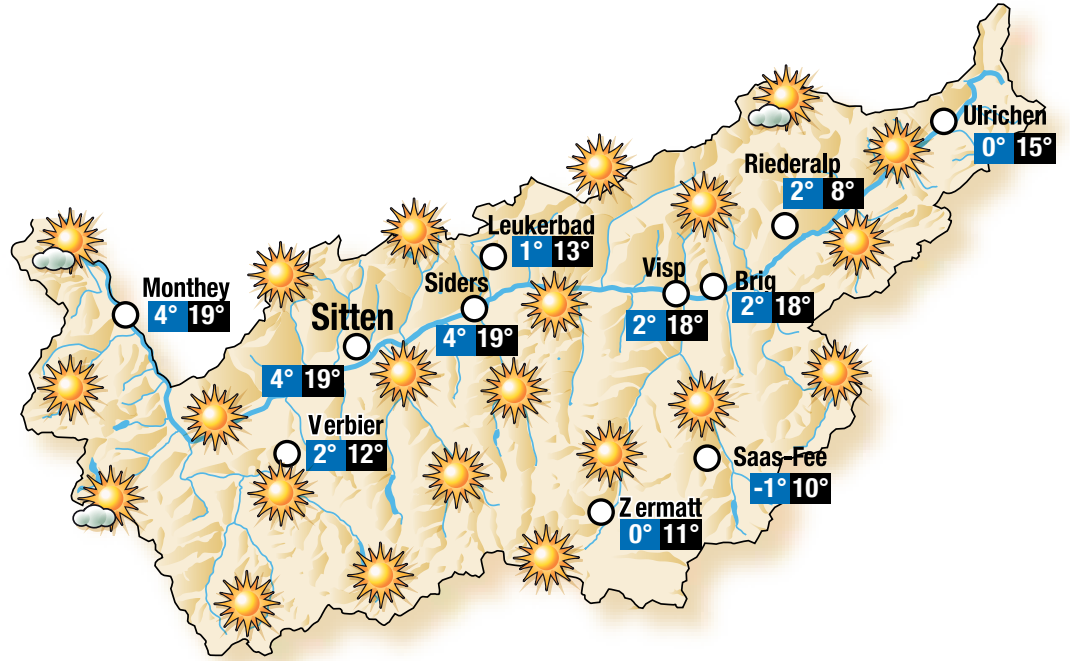 Ulrichen
0° 15°
Riederalp
2° 8°
Leukerbad
1° 13°
Visp
2° 18°
Brig
2° 18°
Siders
4° 19°
Monthey
4° 19°
Sitten
4° 19°
Verbier
2° 12°
Saas-Fee
-1° 10°
Zermatt
0° 11°